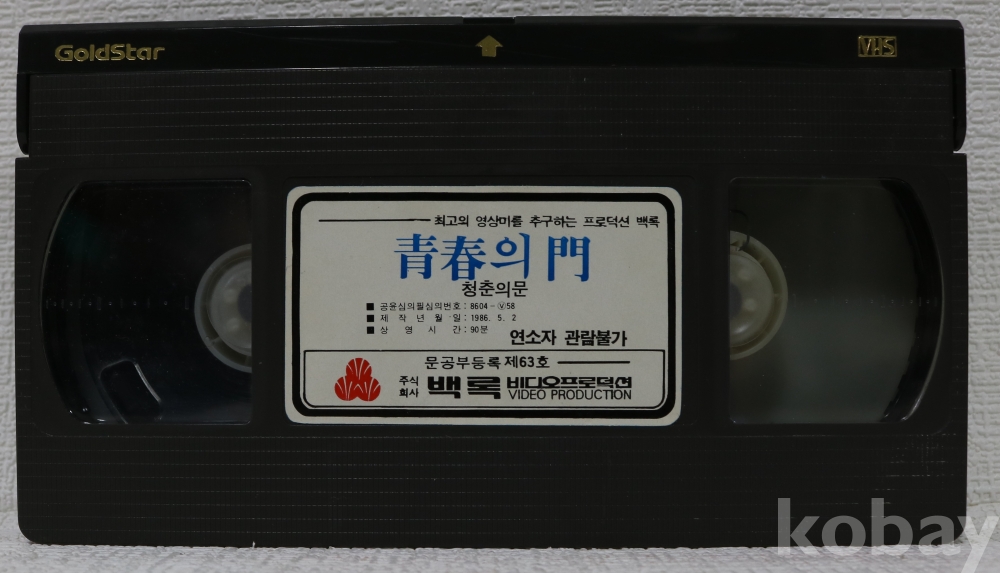 GoldStar
VHS
최고의 영상미를 추구하는 프로덕션 백록
青春의 門
청춘의문
■ 공윤심의필심의번호 : 8604-Ⓥ58
■ 제작년월일 : 1986. 5. 2
■ 상영시간 : 90분
연소자 관람불가
문공부등록 제63호
주식회사 백록 비디오프로덕션
VIDEO PRODUCTION
kobay